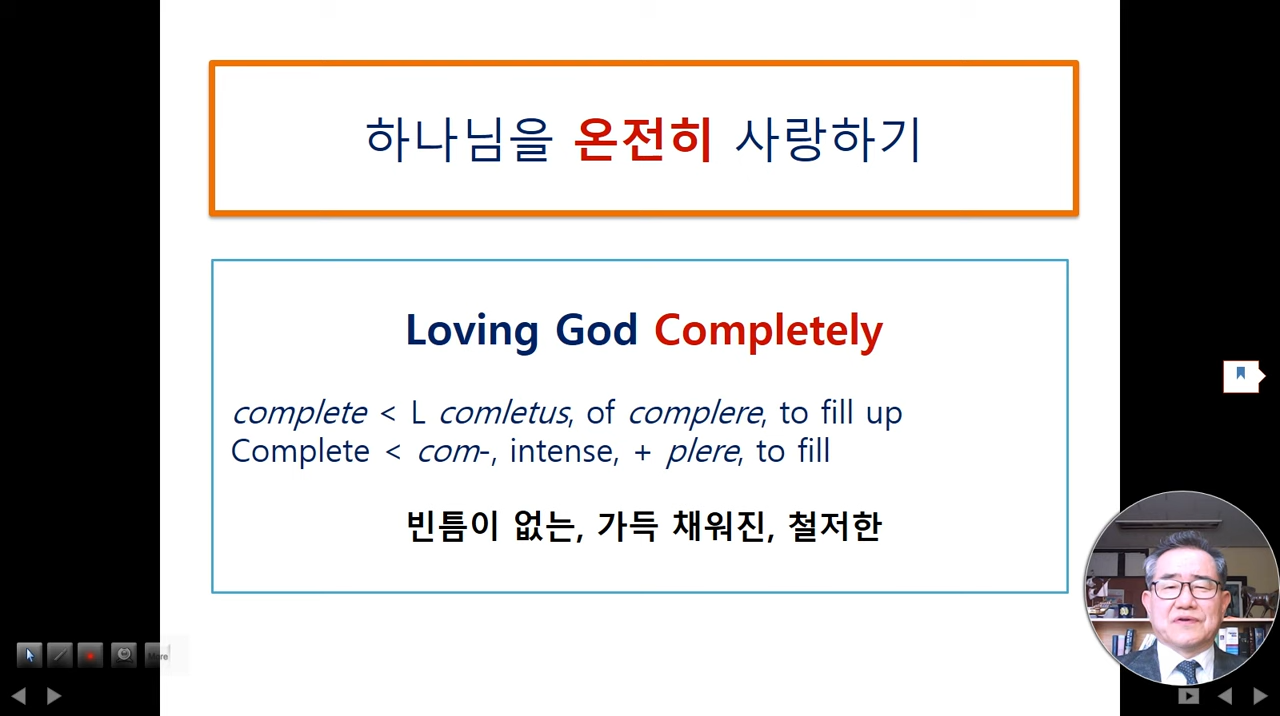 하나님을 온전히 사랑하기
Loving God Completely
complete < L comletus, of complere, to fill up
Complete < com-, intense, + plere, to fill
빈틈이 없는, 가득 채워진, 철저한
More